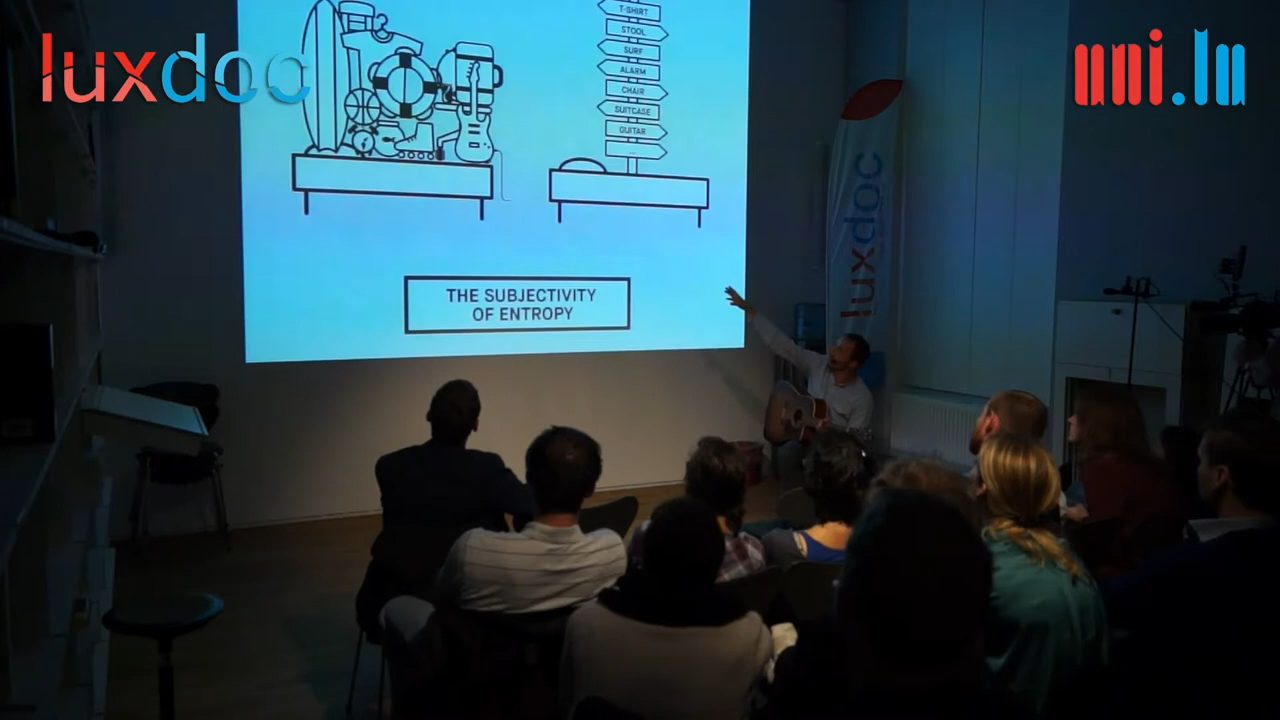 luxdoc
uni.lu
T-SHIRT
STOOL
SURF
ALARM
CHAIR
SUITCASE
GUITAR
...
THE SUBJECTIVITY
OF ENTROPY
luxdoc